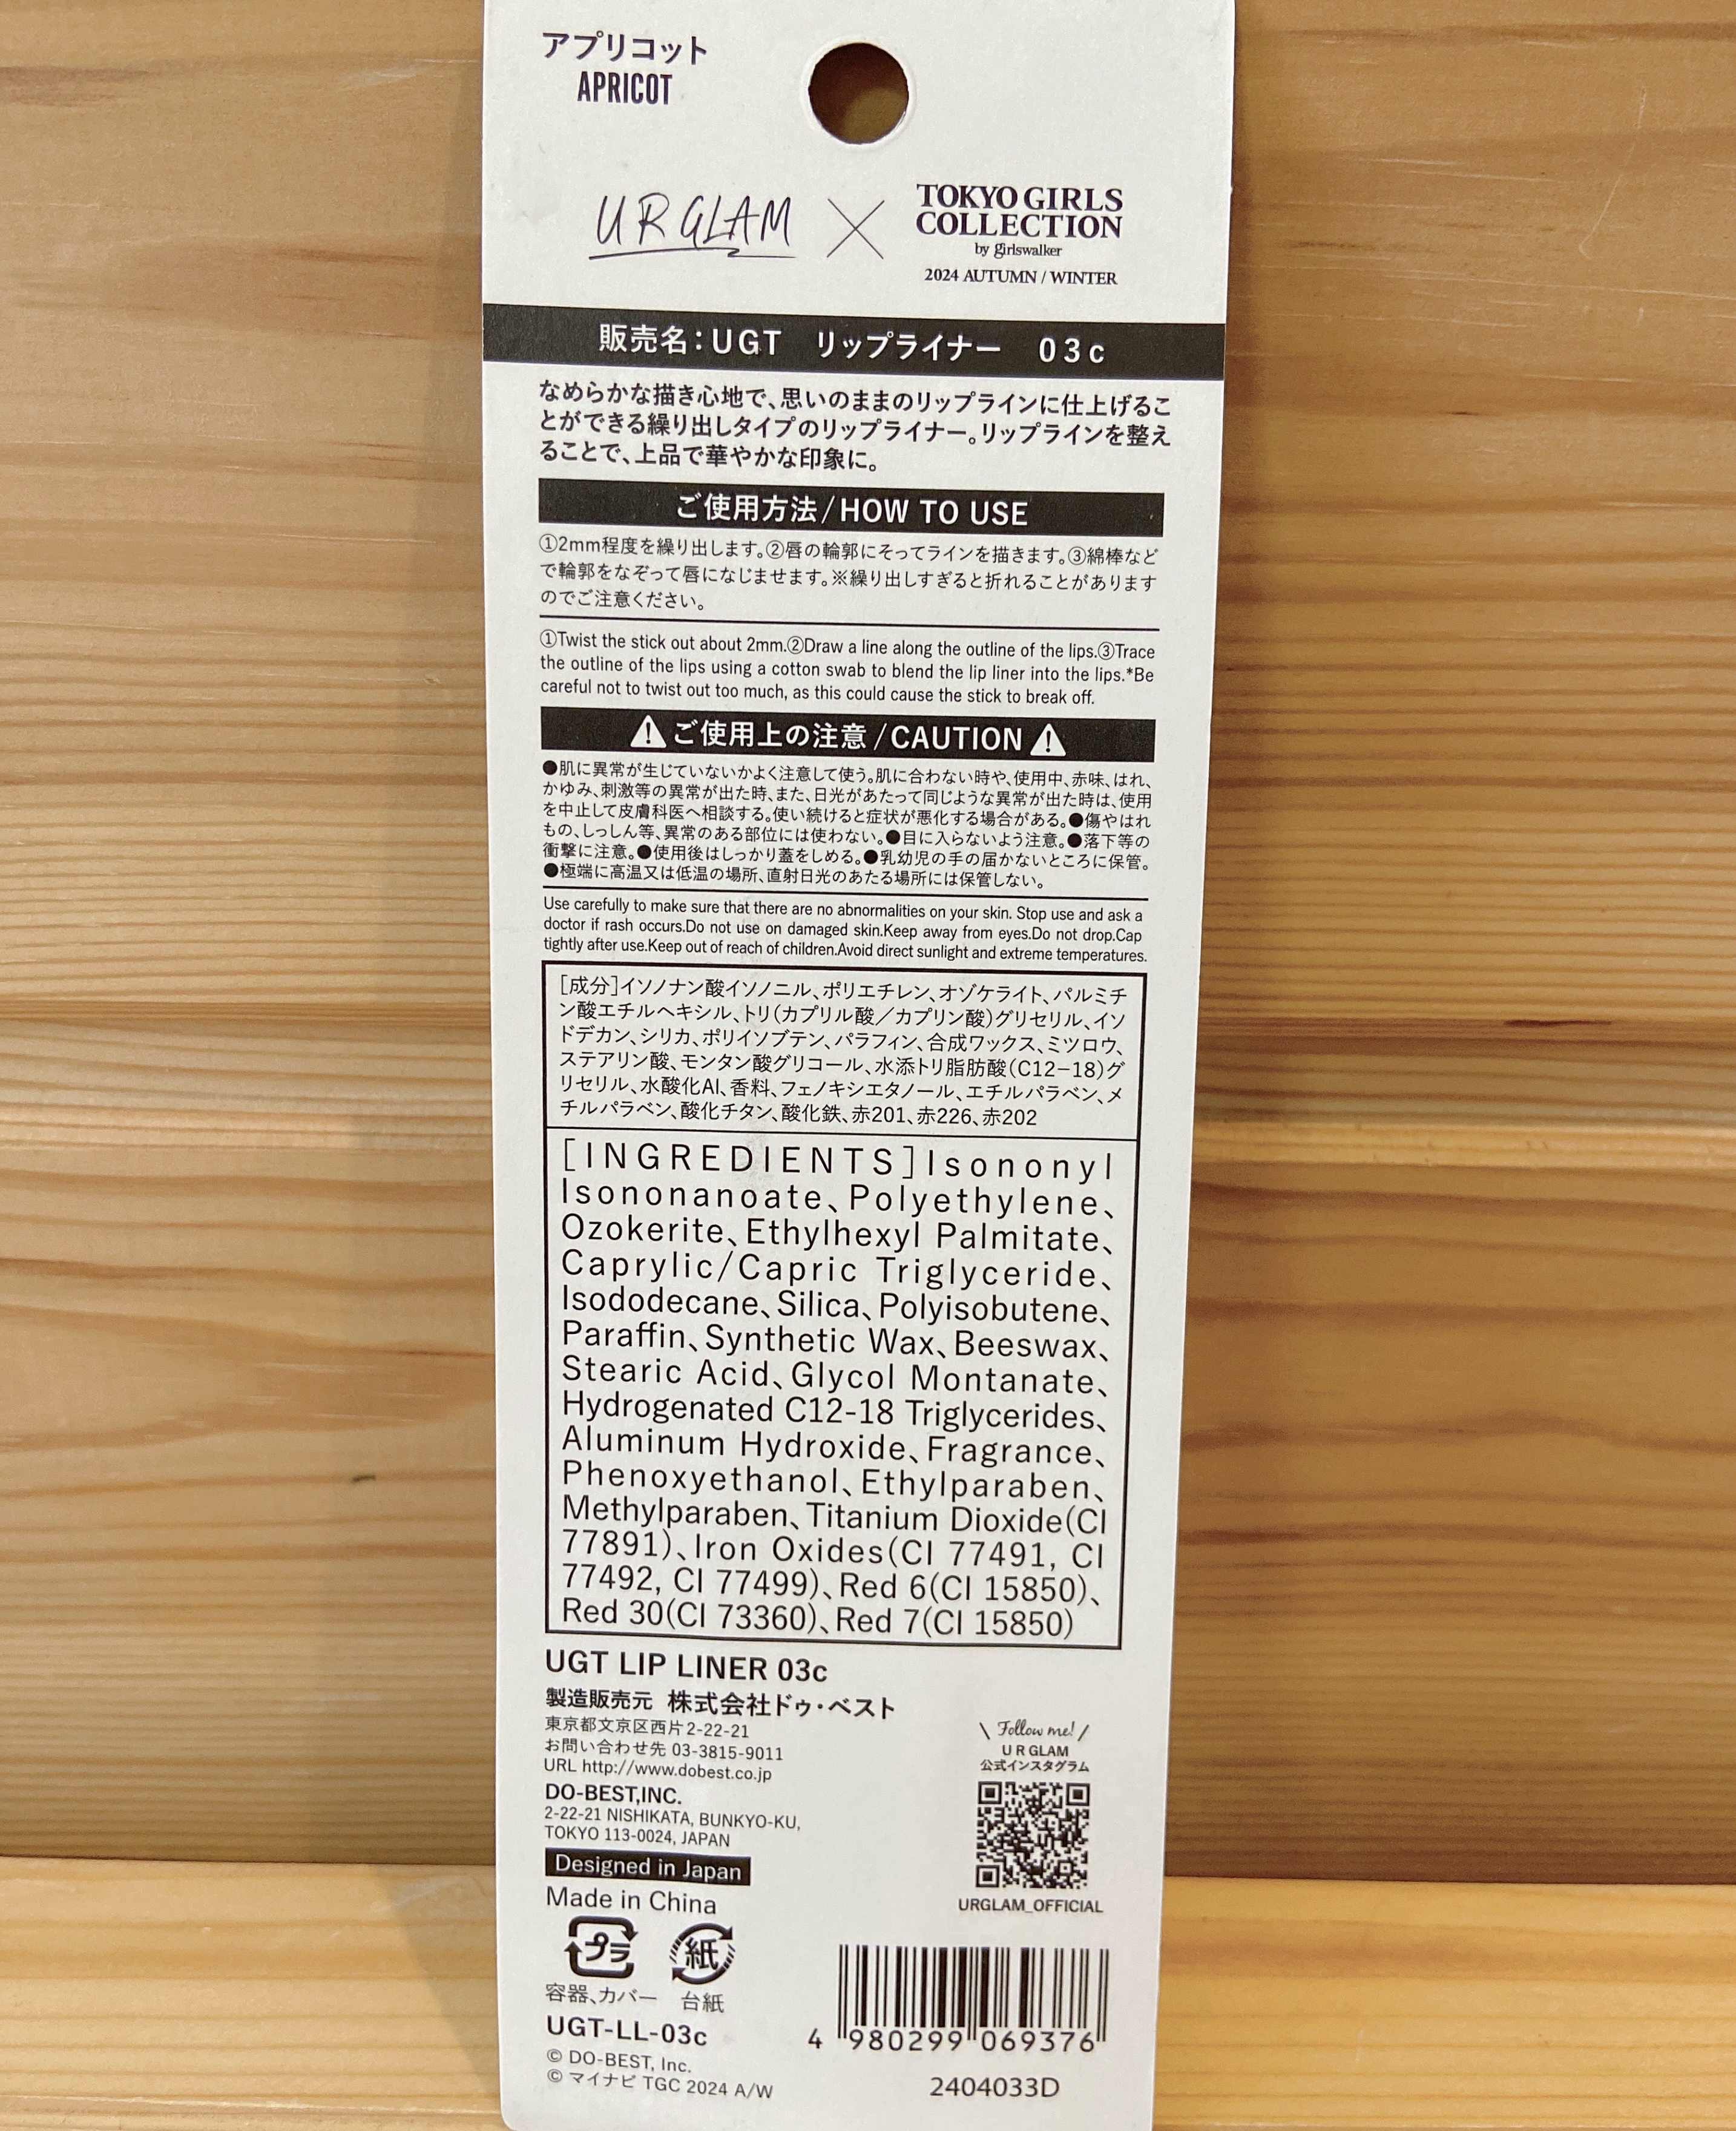 アプリコット
APRICOT
UR GLAM
TOKYO GIRLS
COLLECTION
by girlswalker
2024 AUTUMN / WINTER
販売名：UGT　リップライナー　03c
なめらかな描き心地で、思いのままのリップラインに仕上げるこ
とができる繰り出しタイプのリップライナー。リップラインを整え
ることで、上品で華やかな印象に。
ご使用方法/HOW TO USE
①2mm程度を繰り出します。②唇の輪郭にそってラインを描きます。③綿棒など
で輪郭をなぞって唇になじませます。※繰り出しすぎると折れることがあります
のでご注意ください。
①Twist the stick out about 2mm.②Draw a line along the outline of the lips.③Trace
the outline of the lips using a cotton swab to blend the lip liner into the lips.*Be
careful not to twist out too much, as this could cause the stick to break off.
ご使用上の注意/CAUTION
●肌に異常が生じていないかよく注意して使う。肌に合わない時や、使用中、赤味、はれ、
かゆみ、刺激等の異常が出た時、また、日光があたって同じような異常が出た時は、使用
を中止して皮膚科医へ相談する。使い続けると症状が悪化する場合がある。●傷やはれ
もの、しっしん等、異常のある部位には使わない。●目に入らないよう注意。●落下等の
衝撃に注意。●使用後はしっかり蓋をしめる。●乳幼児の手の届かないところに保管。
●極端に高温又は低温の場所、直射日光のあたる場所には保管しない。
Use carefully to make sure that there are no abnormalities on your skin. Stop use and ask a
doctor if rash occurs.Do not use on damaged skin.Keep away from eyes.Do not drop.Cap
tightly after use.Keep out of reach of children.Avoid direct sunlight and extreme temperatures.
[成分]イソノナン酸イソノニル、ポリエチレン、オゾケライト、パルミチ
ン酸エチルヘキシル、トリ(カプリル酸／カプリン酸)グリセリル、イソ
ドデカン、シリカ、ポリイソブテン、パラフィン、合成ワックス、ミツロウ、
ステアリン酸、モンタン酸グリコール、水添トリ脂肪酸(C12−18)グ
リセリル、水酸化Al、香料、フェノキシエタノール、エチルパラベン、メ
チルパラベン、酸化チタン、酸化鉄、赤201、赤226、赤202
[INGREDIENTS]Isononyl
Isononanoate、Polyethylene、
Ozokerite、Ethylhexyl Palmitate、
Caprylic/Capric Triglyceride、
Isododecane、Silica、Polyisobutene、
Paraffin、Synthetic Wax、Beeswax、
Stearic Acid、Glycol Montanate、
Hydrogenated C12-18 Triglycerides、
Aluminum Hydroxide、Fragrance、
Phenoxyethanol、Ethylparaben、
Methylparaben、Titanium Dioxide(CI
77891)、Iron Oxides(CI 77491, CI
77492, CI 77499)、Red 6(CI 15850)、
Red 30(CI 73360)、Red 7(CI 15850)
UGT LIP LINER 03c
製造販売元 株式会社ドゥ・ベスト
東京都文京区西片2-22-21
お問い合わせ先 03-3815-9011
URL http://www.dobest.co.jp
DO-BEST,INC.
2-22-21 NISHIKATA, BUNKYO-KU,
TOKYO 113-0024, JAPAN
Designed in Japan
Made in China
プラ
紙
容器、カバー
台紙
UGT-LL-03c
© DO-BEST, Inc.
© マイナビ TGC 2024 A/W
Follow me!
UR GLAM
公式インスタグラム
URGLAM_OFFICIAL
4 980299 069376
2404033D